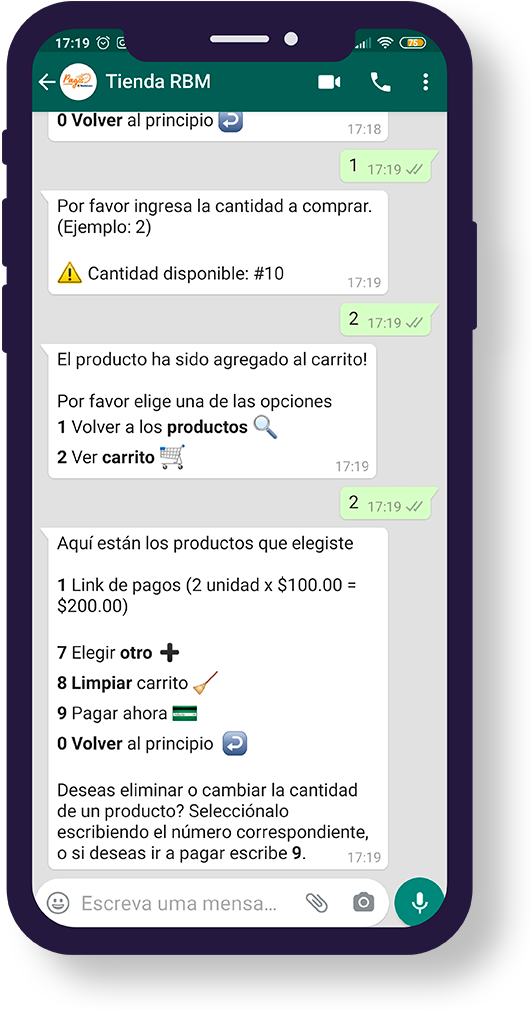 17:19
75
Paga
Tienda RBM
0 Volver al principio
17:18
1 17:19
Por favor ingresa la cantidad a comprar.
(Ejemplo: 2)
Cantidad disponible: #10
17:19
2 17:19
El producto ha sido agregado al carrito!
Por favor elige una de las opciones
1 Volver a los productos
2 Ver carrito
17:19
2 17:19
Aquí están los productos que elegiste
1 Link de pagos (2 unidad x $100.00 =
$200.00)
7 Elegir otro
8 Limpiar carrito
9 Pagar ahora
0 Volver al principio
Deseas eliminar o cambiar la cantidad
de un producto? Selecciónalo
escribiendo el número correspondiente,
o si deseas ir a pagar escribe 9.
17:19
Escreva uma mensa...